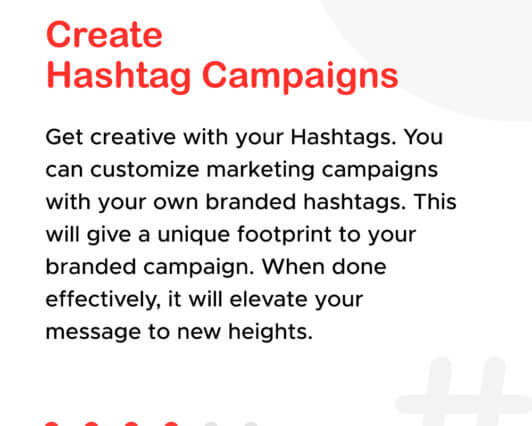 Create
Hashtag Campaigns
Get creative with your Hashtags. You
can customize marketing campaigns
with your own branded hashtags. This
will give a unique footprint to your
branded campaign. When done
effectively, it will elevate your
message to new heights.
#